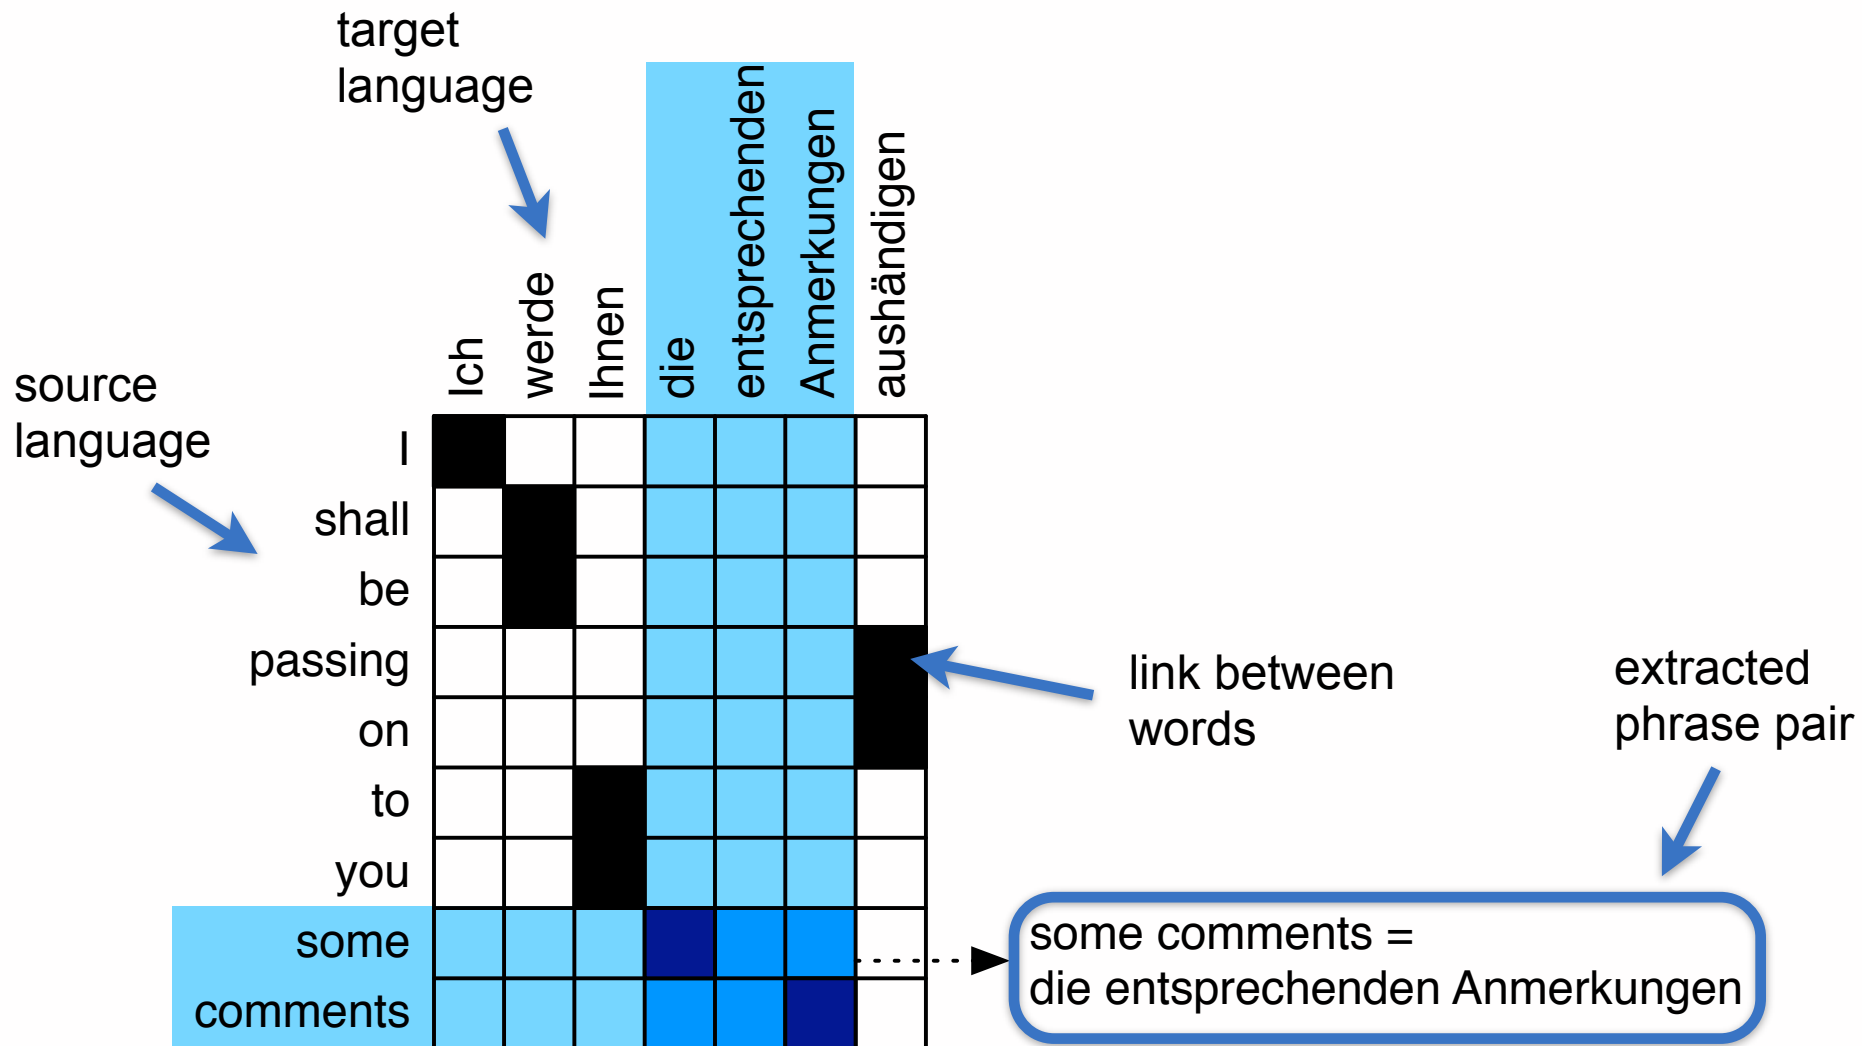 target
language
Ich
werde
Ihnen
die
entsprechenden
Anmerkungen
aushändigen
source
language
I
shall
be
passing
on
to
you
some
comments
link between
words
extracted
phrase pair
some comments =
die entsprechenden Anmerkungen